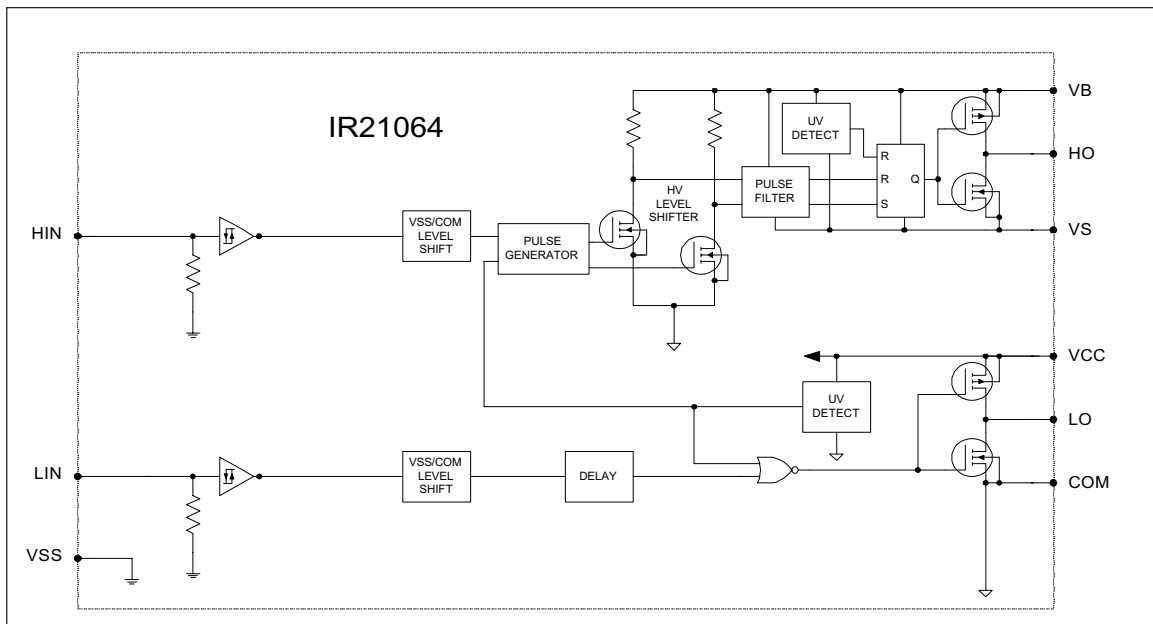 IR21064
VB
UV
DETECT
R
R
S
Q
HO
PULSE
FILTER
HV
LEVEL
SHIFTER
VS
HIN
VSS/COM
LEVEL
SHIFT
PULSE
GENERATOR
VCC
UV
DETECT
LO
LIN
VSS/COM
LEVEL
SHIFT
DELAY
COM
VSS